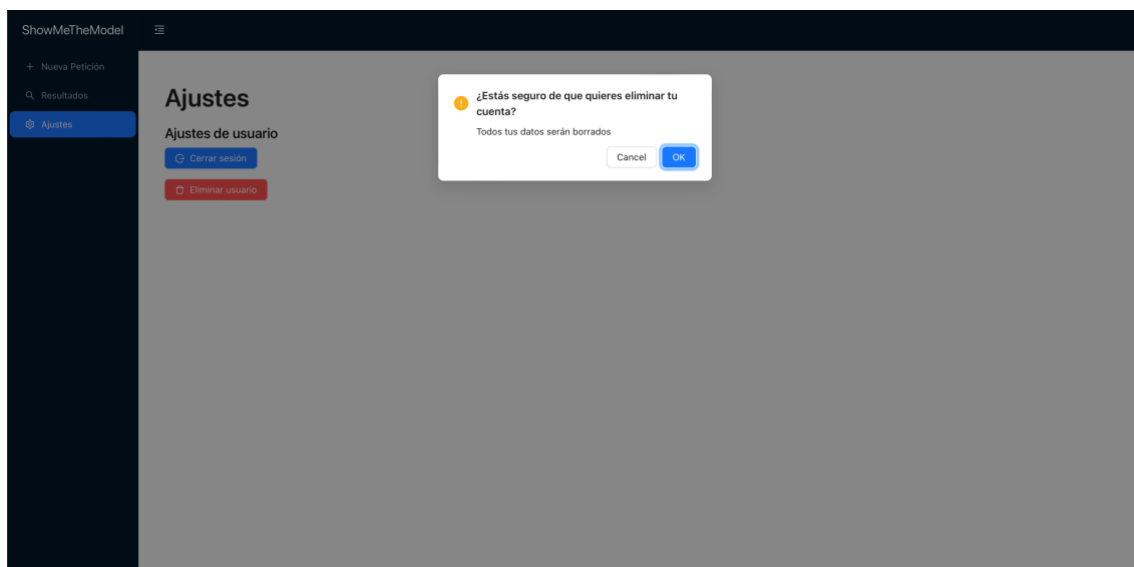 ShowMeTheModel
Nueva Petición
Resultados
Ajustes
Ajustes
Ajustes de usuario
Cerrar sesión
Eliminar usuario
¿Estás seguro de que quieres eliminar tu
cuenta?
Todos tus datos serán borrados
Cancel OK